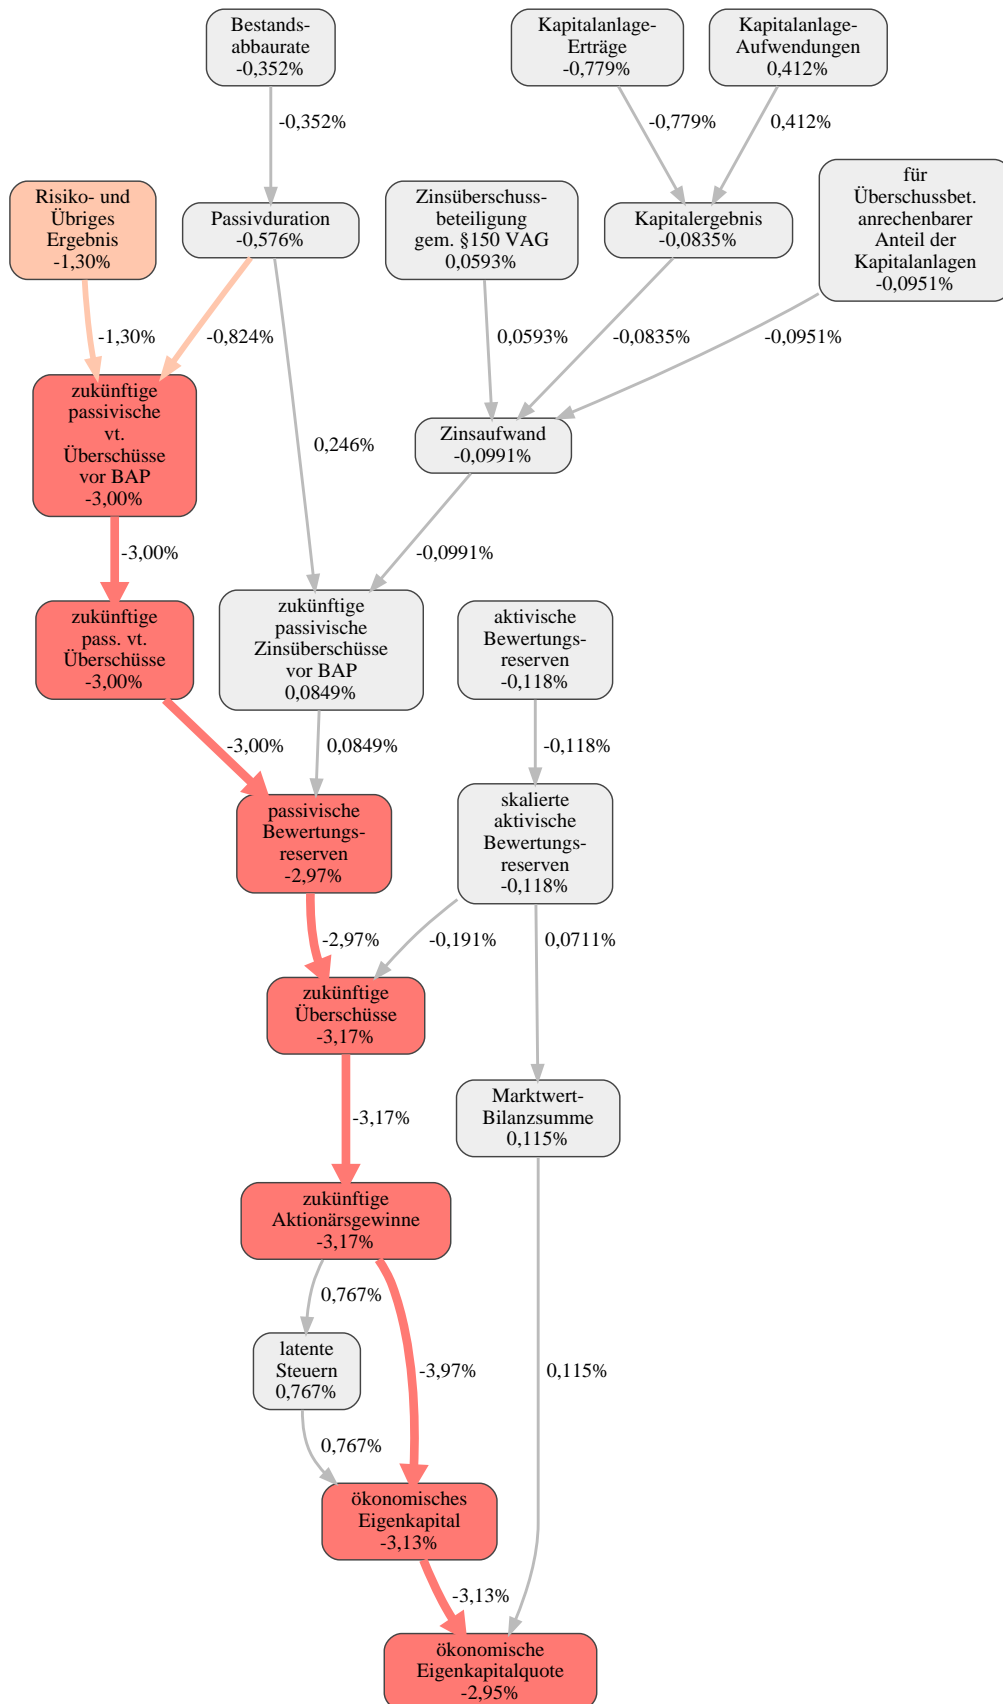 Bestands-
abbaurate
-0,352%
Kapitalanlage-
Erträge
-0,779%
Kapitalanlage-
Aufwendungen
0,412%
-0,352%
-0,779%
0,412%
Risiko- und
Übriges
Ergebnis
-1,30%
Passivduration
-0,576%
Zinsüberschuss-
beteiligung
gem. §150 VAG
0,0593%
Kapitalergebnis
-0,0835%
für
Überschussbet.
anrechenbarer
Anteil der
Kapitalanlagen
-0,0951%
-1,30%
-0,824%
0,0593%
-0,0835%
-0,0951%
zukünftige
passivische
vt.
Überschüsse
vor BAP
-3,00%
0,246%
Zinsaufwand
-0,0991%
-3,00%
-0,0991%
zukünftige
pass. vt.
Überschüsse
-3,00%
zukünftige
passivische
Zinsüberschüsse
vor BAP
0,0849%
aktivische
Bewertungs-
reserven
-0,118%
-3,00%
0,0849%
-0,118%
passivische
Bewertungs-
reserven
-2,97%
skalierte
aktivische
Bewertungs-
reserven
-0,118%
-2,97%
-0,191%
0,0711%
zukünftige
Überschüsse
-3,17%
-3,17%
Marktwert-
Bilanzsumme
0,115%
zukünftige
Aktionärsgewinne
-3,17%
0,767%
latente
Steuern
0,767%
-3,97%
0,115%
0,767%
ökonomisches
Eigenkapital
-3,13%
-3,13%
ökonomische
Eigenkapitalquote
-2,95%